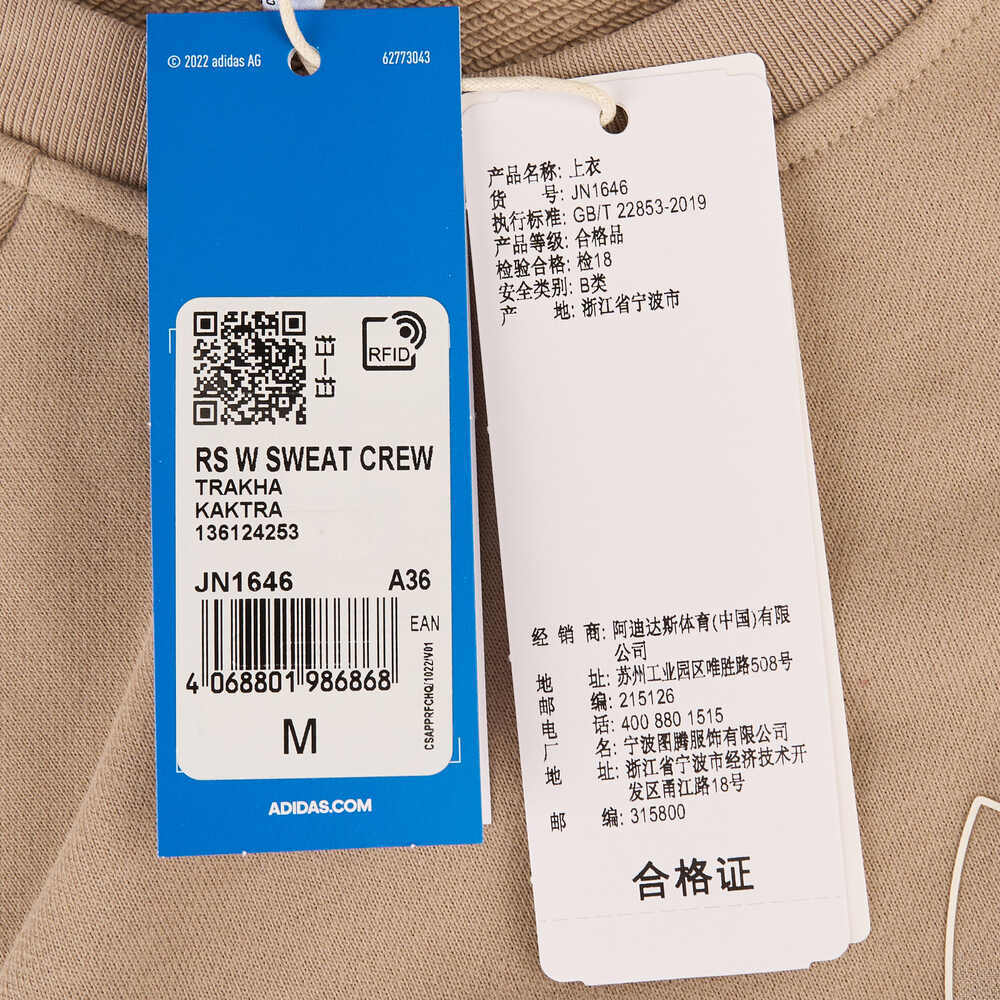 © 2022 adidas AG 62773043
扫一扫
RFID
RS W SWEAT CREW
TRAKHA
KAKTRA
136124253
JN1646 A36
EAN
4 068801 986868
CSAPPRFCHQ/1022/V01
M
ADIDAS.COM
产品名称: 上衣
货 号: JN1646
执行标准: GB/T 22853-2019
产品等级: 合格品
检验合格: 检18
安全类别: B类
产 地: 浙江省宁波市
经 销 商: 阿迪达斯体育(中国)有限
公司
地 址: 苏州工业园区唯胜路508号
邮 编: 215126
电 话: 400 880 1515
厂 名: 宁波图腾服饰有限公司
地 址: 浙江省宁波市经济技术开
发区甬江路18号
邮 编: 315800
合格证